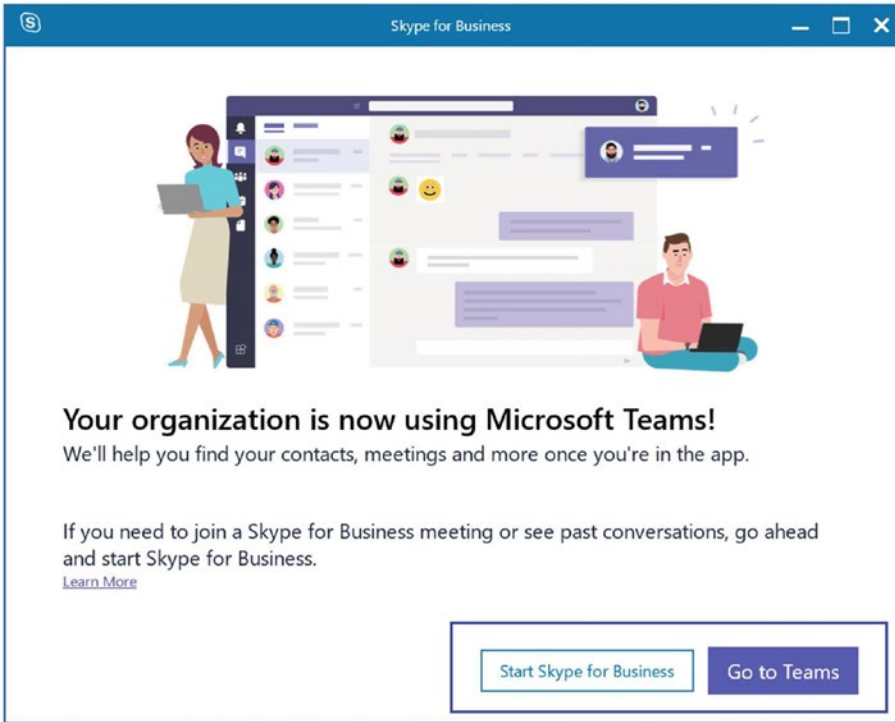 Skype for Business
Your organization is now using Microsoft Teams!
We'll help you find your contacts, meetings and more once you're in the app.
If you need to join a Skype for Business meeting or see past conversations, go ahead
and start Skype for Business.
Learn More
Start Skype for Business
Go to Teams